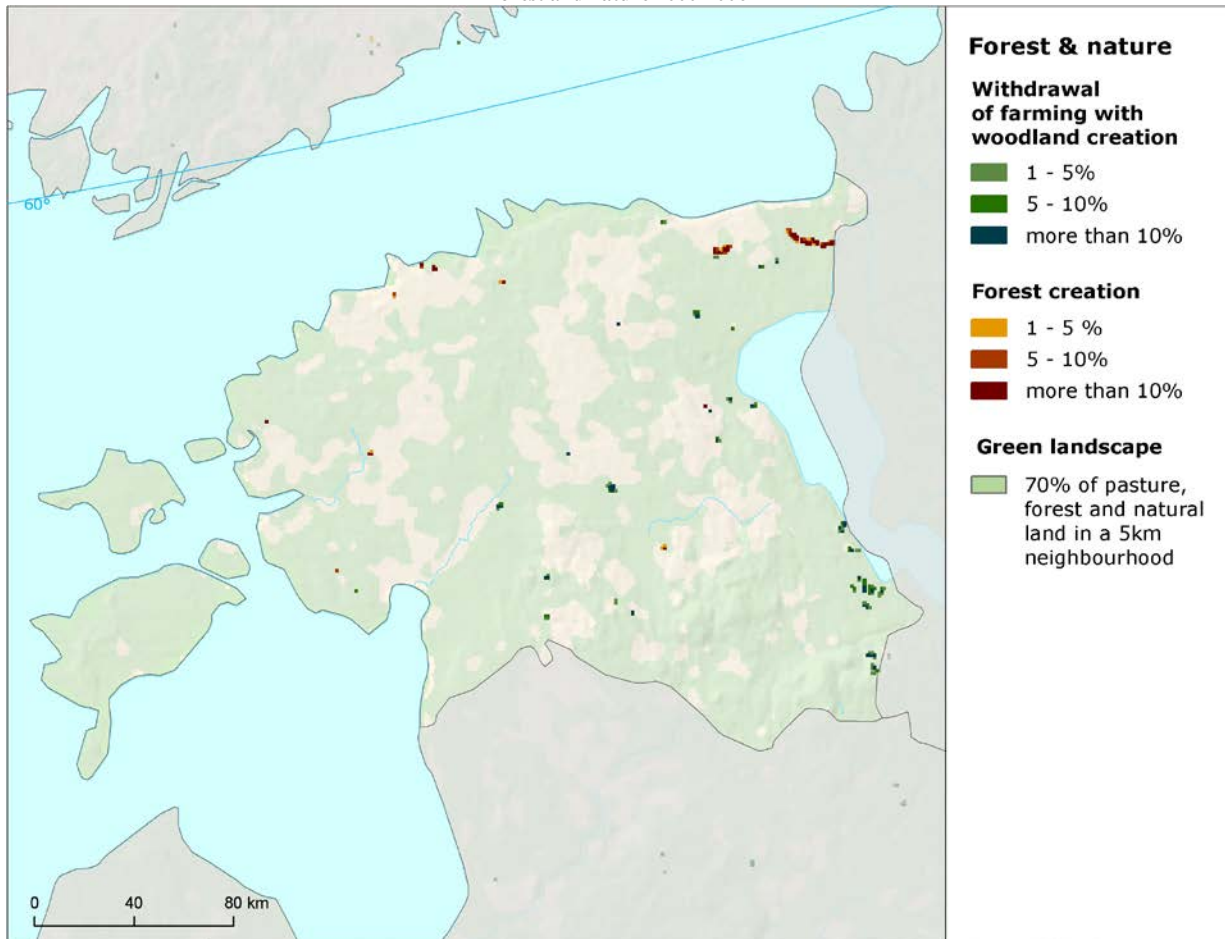 60°
0 40 80 km
Forest & nature
Withdrawal
of farming with
woodland creation
1 - 5%
5 - 10%
more than 10%
Forest creation
1 - 5 %
5 - 10%
more than 10%
Green landscape
70% of pasture,
forest and natural
land in a 5km
neighbourhood